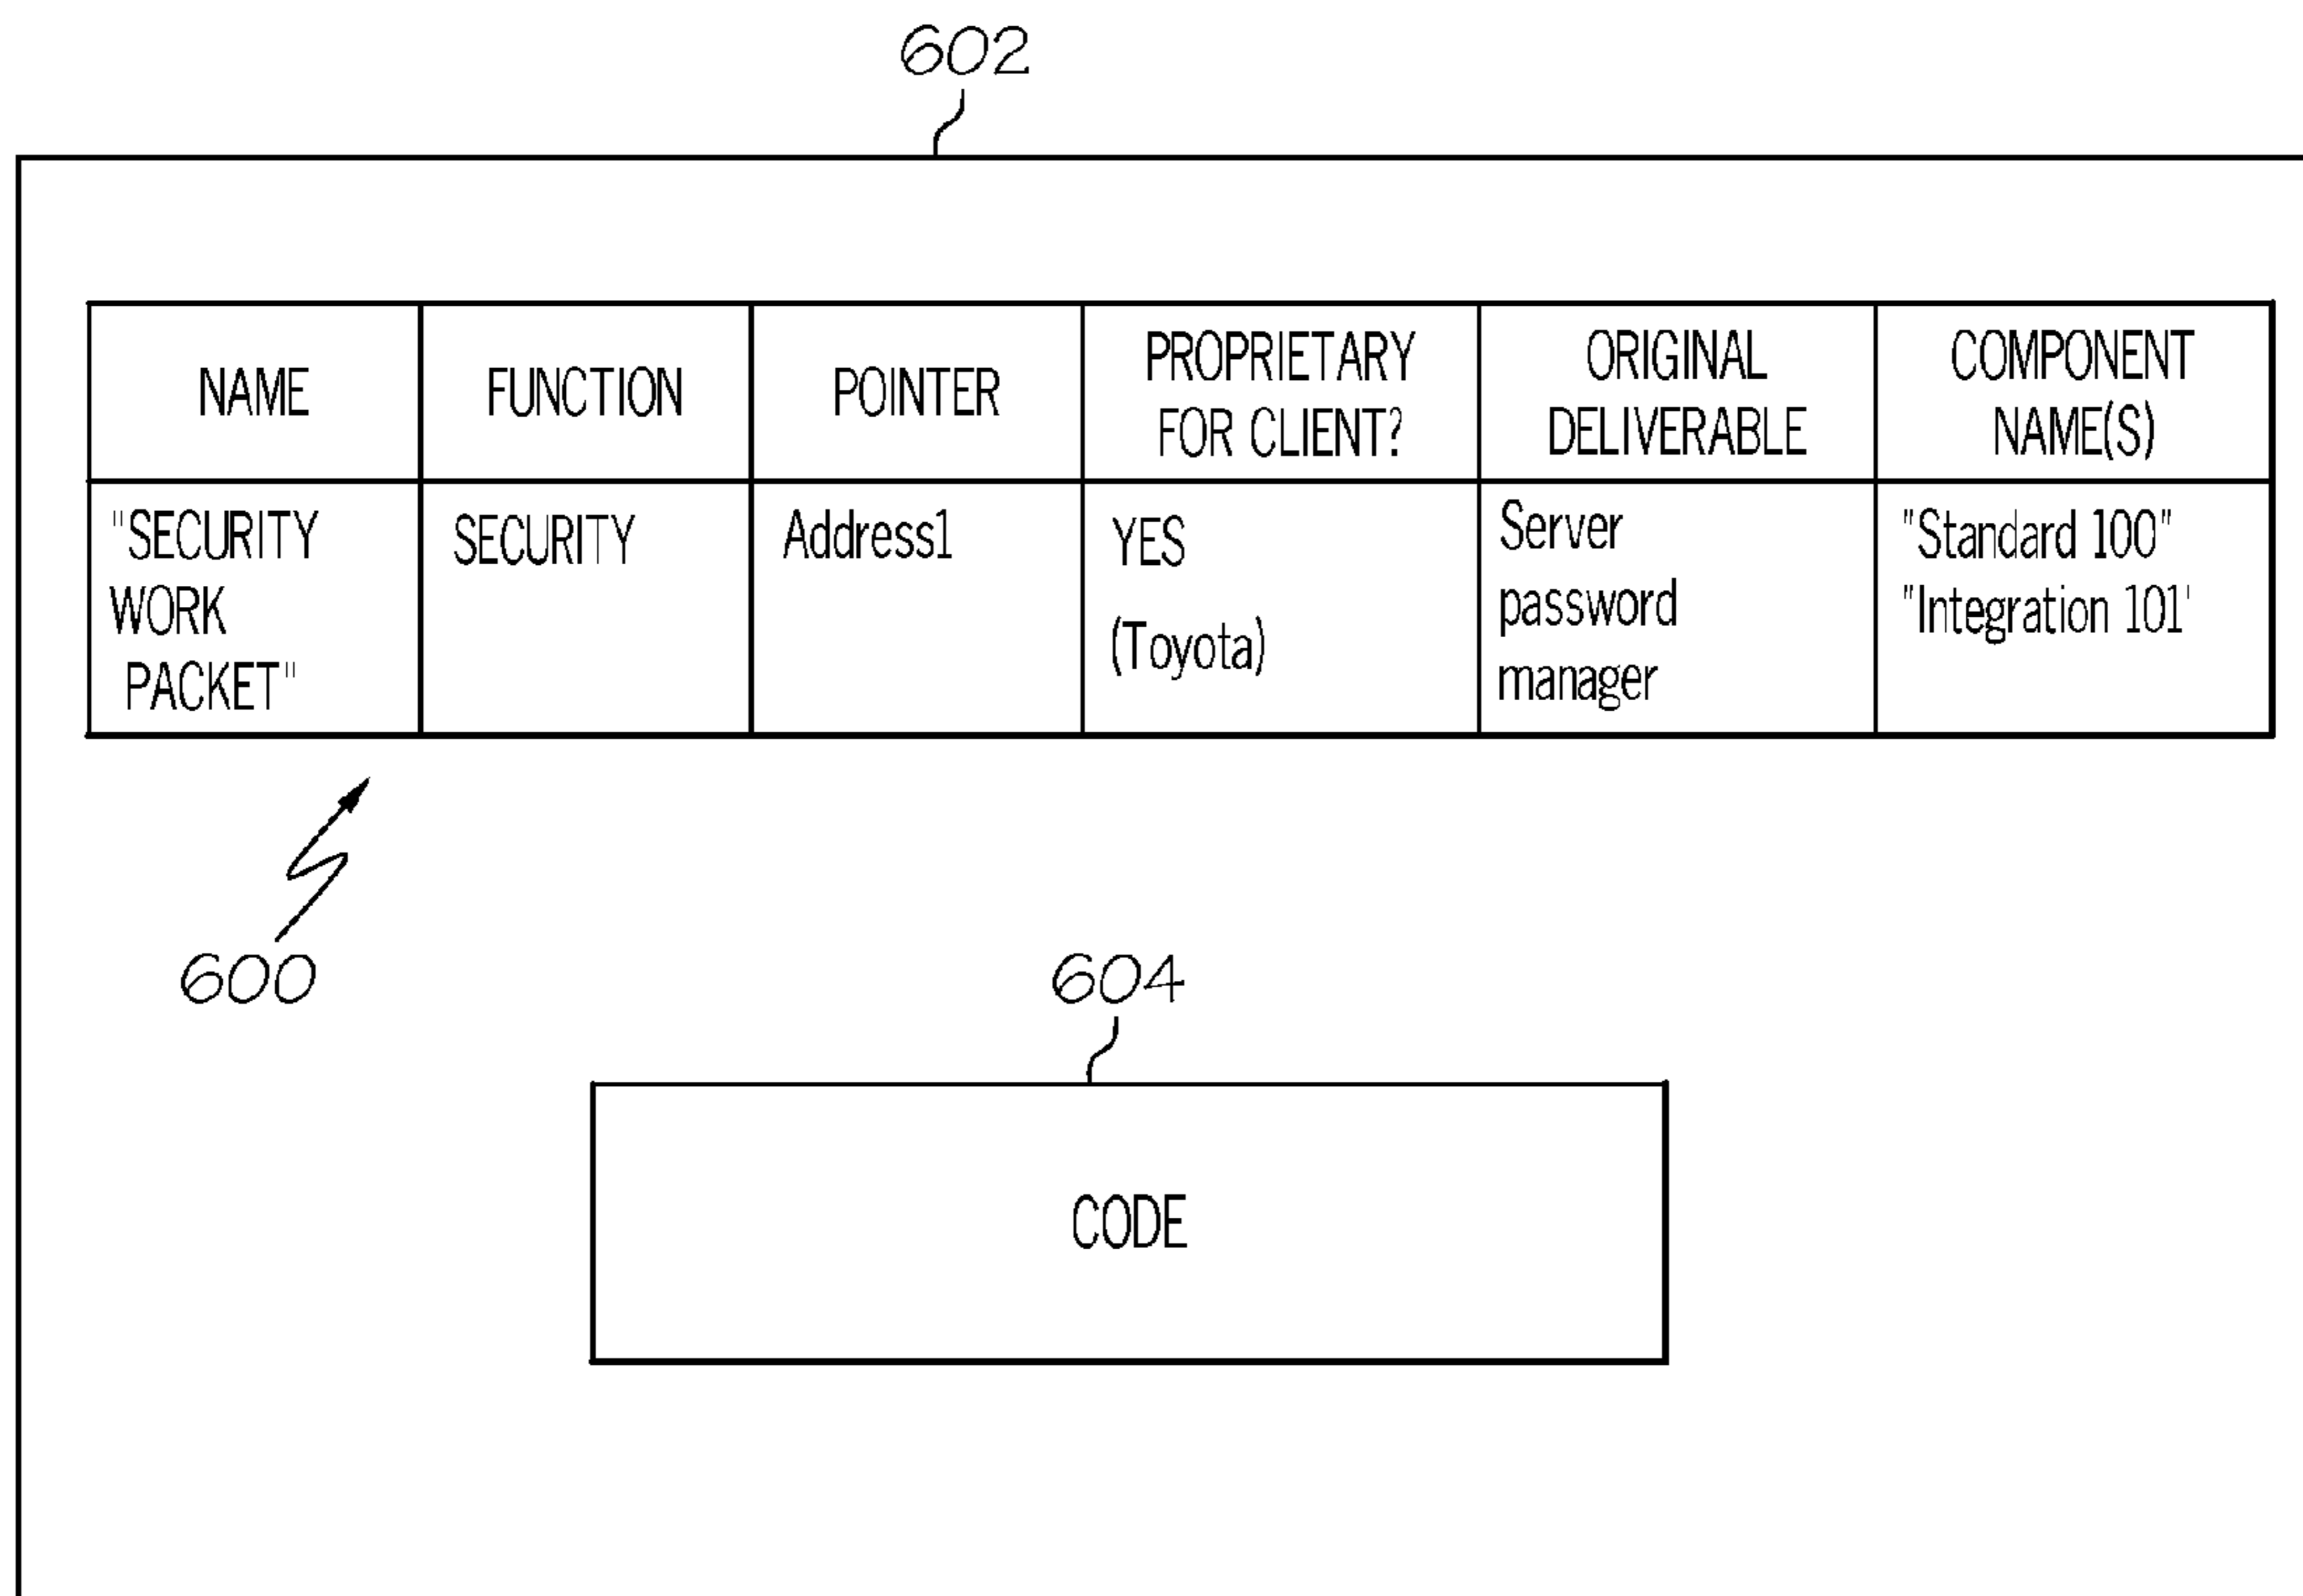 602
NAME
FUNCTION
POINTER
PROPRIETARY
FOR CLIENT?
ORIGINAL
DELIVERABLE
COMPONENT
NAME(S)
"SECURITY
WORK
PACKET"
SECURITY
Address1
YES
(Toyota)
Server
password
manager
"Standard 100"
"Integration 101'
600
604
CODE